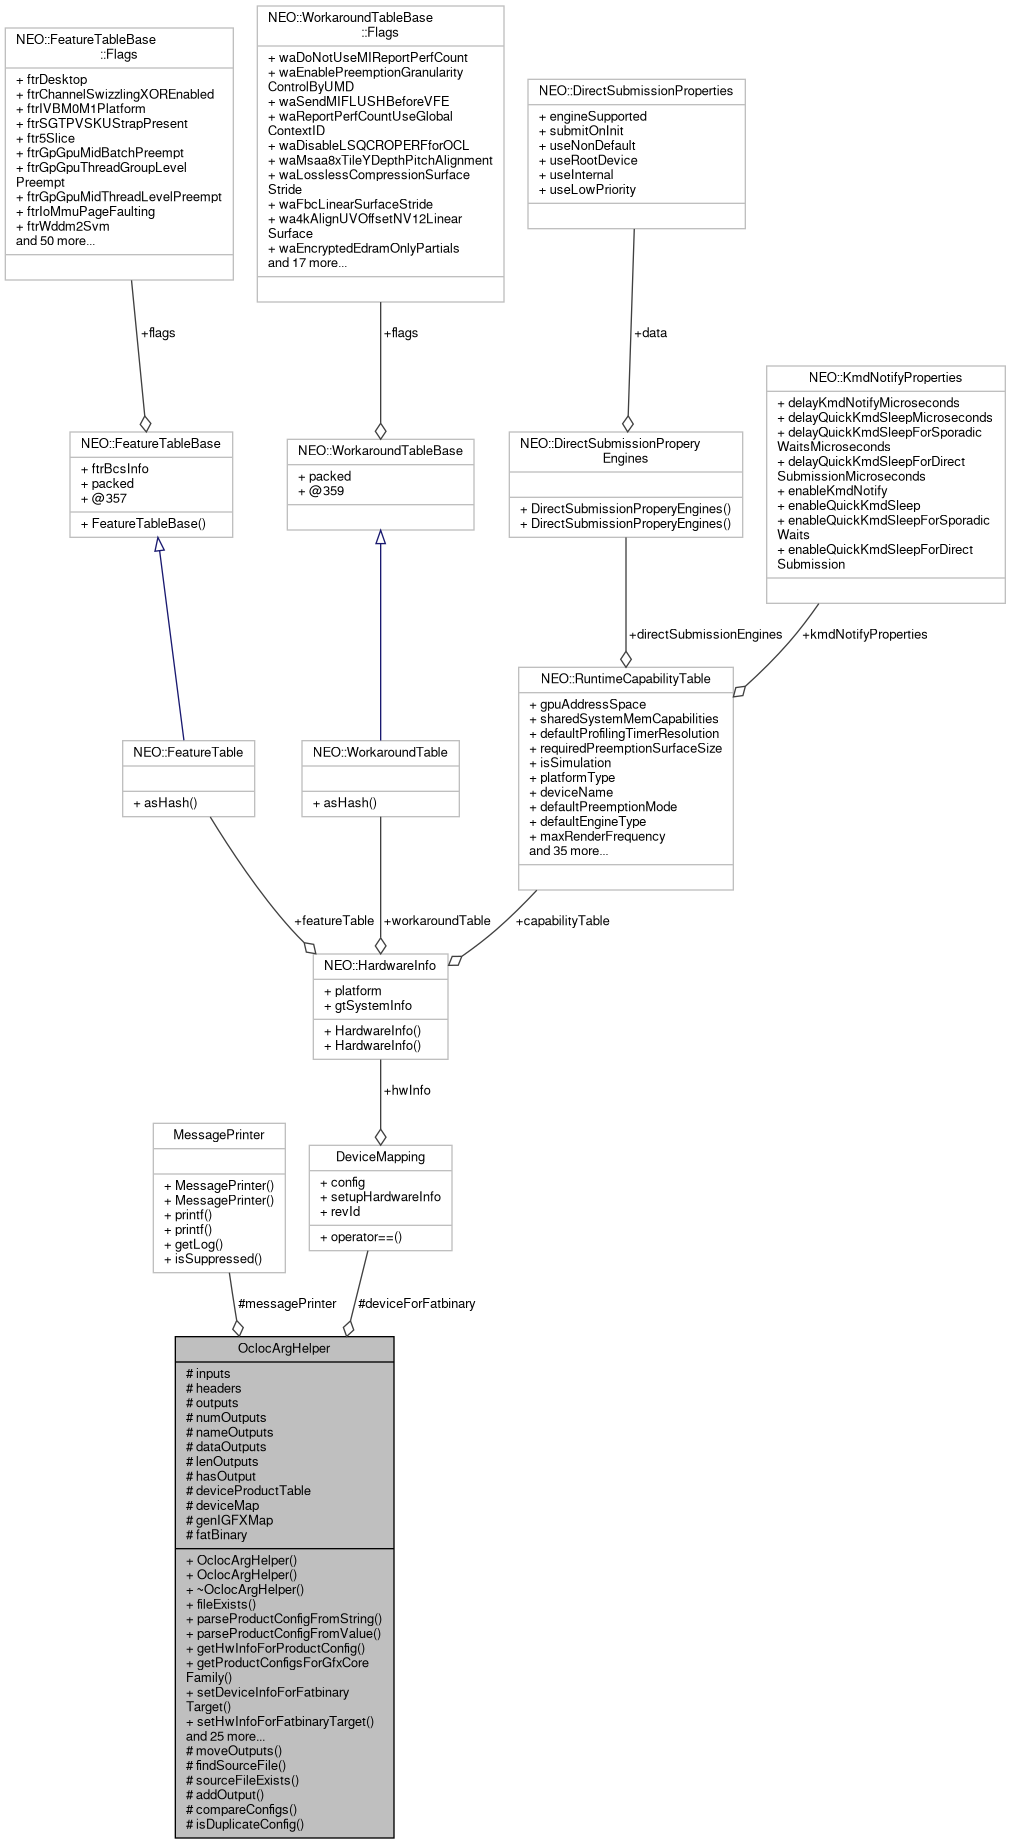 NEO::FeatureTableBase
::Flags
+ ftrDesktop
+ ftrChannelSwizzlingXOREnabled
+ ftrIVBM0M1Platform
+ ftrSGTPVSKUStrapPresent
+ ftr5Slice
+ ftrGpGpuMidBatchPreempt
+ ftrGpGpuThreadGroupLevel
Preempt
+ ftrGpGpuMidThreadLevelPreempt
+ ftrIoMmuPageFaulting
+ ftrWddm2Svm
and 50 more...
NEO::WorkaroundTableBase
::Flags
+ waDoNotUseMIReportPerfCount
+ waEnablePreemptionGranularity
ControlByUMD
+ waSendMIFLUSHBeforeVFE
+ waReportPerfCountUseGlobal
ContextID
+ waDisableLSQCROPERFforOCL
+ waMsaa8xTileYDepthPitchAlignment
+ waLosslessCompressionSurface
Stride
+ waFbcLinearSurfaceStride
+ wa4kAlignUVOffsetNV12Linear
Surface
+ waEncryptedEdramOnlyPartials
and 17 more...
NEO::DirectSubmissionProperties
+ engineSupported
+ submitOnInit
+ useNonDefault
+ useRootDevice
+ useInternal
+ useLowPriority
+flags
+flags
+data
NEO::KmdNotifyProperties
+ delayKmdNotifyMicroseconds
+ delayQuickKmdSleepMicroseconds
+ delayQuickKmdSleepForSporadic
WaitsMicroseconds
+ delayQuickKmdSleepForDirect
SubmissionMicroseconds
+ enableKmdNotify
+ enableQuickKmdSleep
+ enableQuickKmdSleepForSporadic
Waits
+ enableQuickKmdSleepForDirect
Submission
NEO::FeatureTableBase
+ ftrBcsInfo
+ packed
+ @357
+ FeatureTableBase()
NEO::WorkaroundTableBase
+ packed
+ @359
NEO::DirectSubmissionPropery
Engines
+ DirectSubmissionProperyEngines()
+ DirectSubmissionProperyEngines()
+directSubmissionEngines
+kmdNotifyProperties
NEO::RuntimeCapabilityTable
+ gpuAddressSpace
+ sharedSystemMemCapabilities
+ defaultProfilingTimerResolution
+ requiredPreemptionSurfaceSize
+ isSimulation
+ platformType
+ deviceName
+ defaultPreemptionMode
+ defaultEngineType
+ maxRenderFrequency
and 35 more...
NEO::FeatureTable
+ asHash()
NEO::WorkaroundTable
+ asHash()
+featureTable
+workaroundTable
+capabilityTable
NEO::HardwareInfo
+ platform
+ gtSystemInfo
+ HardwareInfo()
+ HardwareInfo()
+hwInfo
MessagePrinter
+ MessagePrinter()
+ MessagePrinter()
+ printf()
+ printf()
+ getLog()
+ isSuppressed()
DeviceMapping
+ config
+ setupHardwareInfo
+ revId
+ operator==()
#messagePrinter
#deviceForFatbinary
OclocArgHelper
# inputs
# headers
# outputs
# numOutputs
# nameOutputs
# dataOutputs
# lenOutputs
# hasOutput
# deviceProductTable
# deviceMap
# genIGFXMap
# fatBinary
+ OclocArgHelper()
+ OclocArgHelper()
+ ~OclocArgHelper()
+ fileExists()
+ parseProductConfigFromString()
+ parseProductConfigFromValue()
+ getHwInfoForProductConfig()
+ getProductConfigsForGfxCore
Family()
+ setDeviceInfoForFatbinary
Target()
+ setHwInfoForFatbinaryTarget()
and 25 more...
# moveOutputs()
# findSourceFile()
# sourceFileExists()
# addOutput()
# compareConfigs()
# isDuplicateConfig()